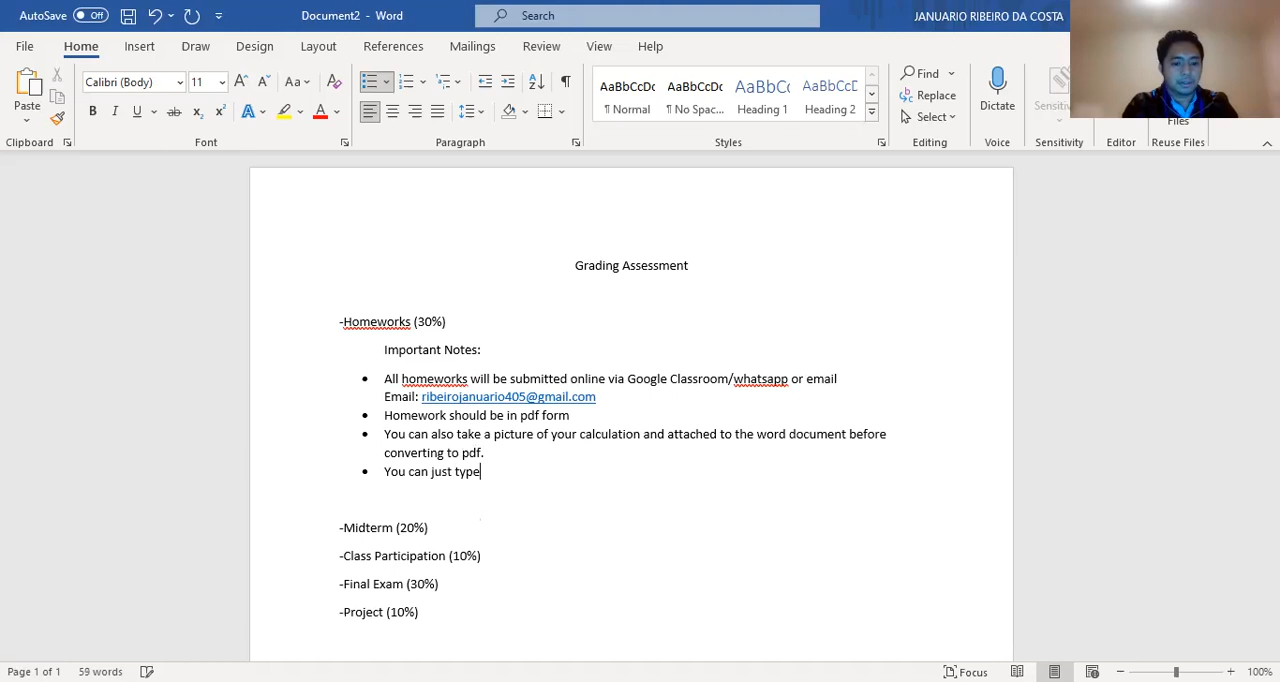 AutoSave Off Document2 - Word Search JANUARIO RIBEIRO DA COSTA
File Home Insert Draw Design Layout References Mailings Review View Help
Paste
Calibri (Body) 11 Aa
B I U ab x₂ x² A A
AaBbCcDc AaBbCcDc AaBbCc AaBbCcD
¶ Normal ¶ No Spac... Heading 1 Heading 2
Find
Replace
Select
Dictate
Files
Clipboard Font Paragraph Styles Editing Voice Sensitivity Editor Reuse Files
Grading Assessment
-Homeworks (30%)
Important Notes:
• All homeworks will be submitted online via Google Classroom/whatsapp or email
Email: ribeirojanuario405@gmail.com
• Homework should be in pdf form
• You can also take a picture of your calculation and attached to the word document before
converting to pdf.
• You can just type
-Midterm (20%)
-Class Participation (10%)
-Final Exam (30%)
-Project (10%)
Page 1 of 1 59 words Focus 100%